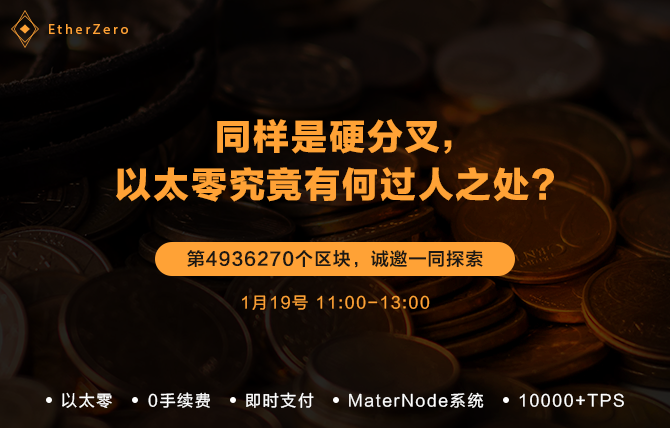 EtherZero
同样是硬分叉，
以太零究竟有何过人之处？
第4936270个区块，诚邀一同探索
1月19号 11:00-13:00
• 以太零 • 0手续费 • 即时支付 • MaterNode系统 • 10000+TPS